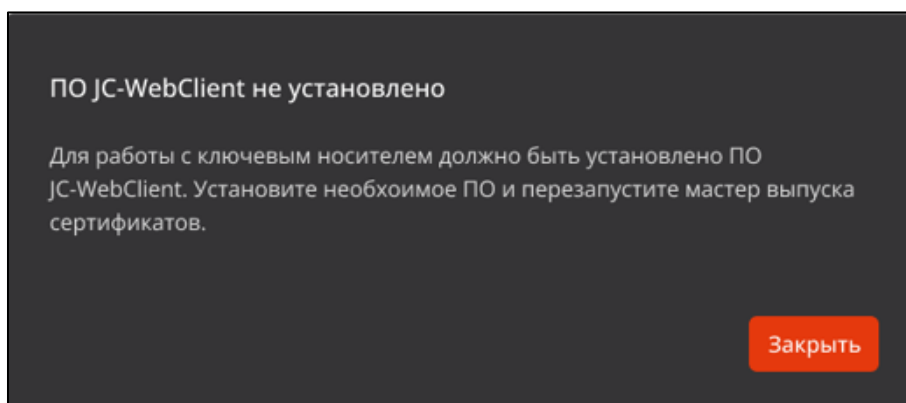 ПО JC-WebClient не установлено
Для работы с ключевым носителем должно быть установлено ПО
JC-WebClient. Установите необхоимое ПО и перезапустите мастер выпуска
сертификатов.
Закрыть